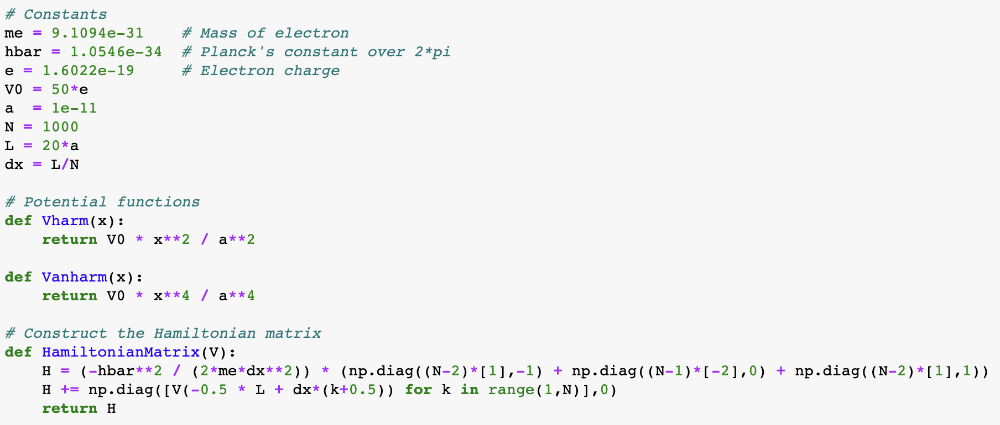 # Constants
me = 9.1094e-31    # Mass of electron
hbar = 1.0546e-34  # Planck's constant over 2*pi
e = 1.6022e-19     # Electron charge
V0 = 50*e
a  = 1e-11
N = 1000
L = 20*a
dx = L/N

# Potential functions
def Vharm(x):
    return V0 * x**2 / a**2

def Vanharm(x):
    return V0 * x**4 / a**4

# Construct the Hamiltonian matrix
def HamiltonianMatrix(V):
    H = (-hbar**2 / (2*me*dx**2)) * (np.diag((N-2)*[1],-1) + np.diag((N-1)*[-2],0) + np.diag((N-2)*[1],1))
    H += np.diag([V(-0.5 * L + dx*(k+0.5)) for k in range(1,N)],0)
    return H